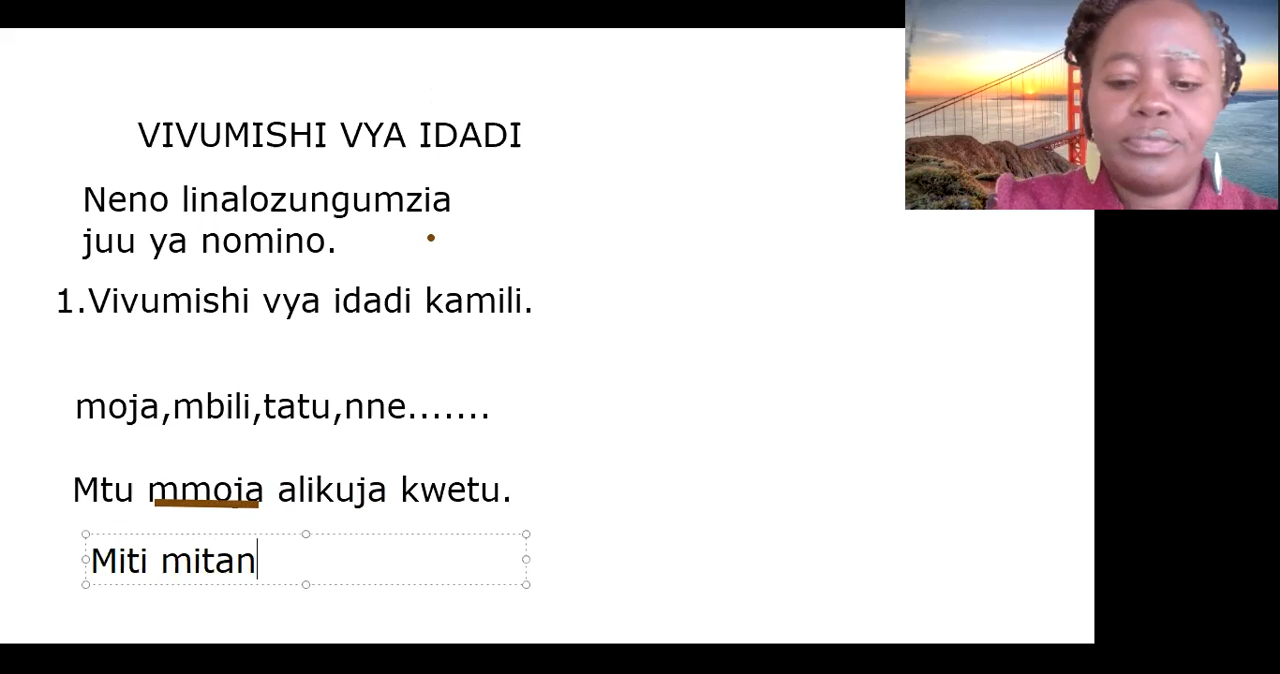 VIVUMISHI VYA IDADI
Neno linalozungumzia
juu ya nomino.
1.Vivumishi vya idadi kamili.
moja,mbili,tatu,nne.......
Mtu mmoja alikuja kwetu.
Miti mitan